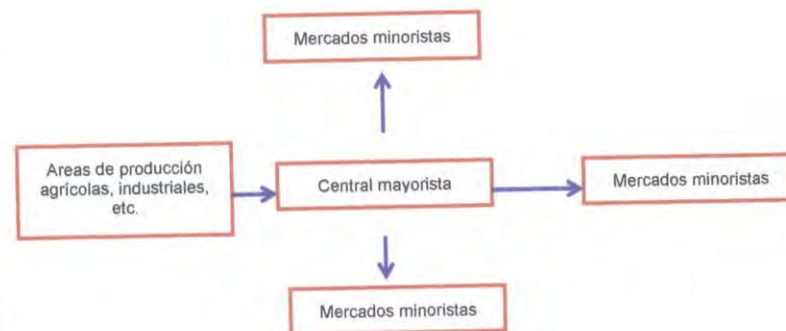 Mercados minoristas
Areas de producción
agrícolas, industriales,
etc.
Central mayorista
Mercados minoristas
Mercados minoristas